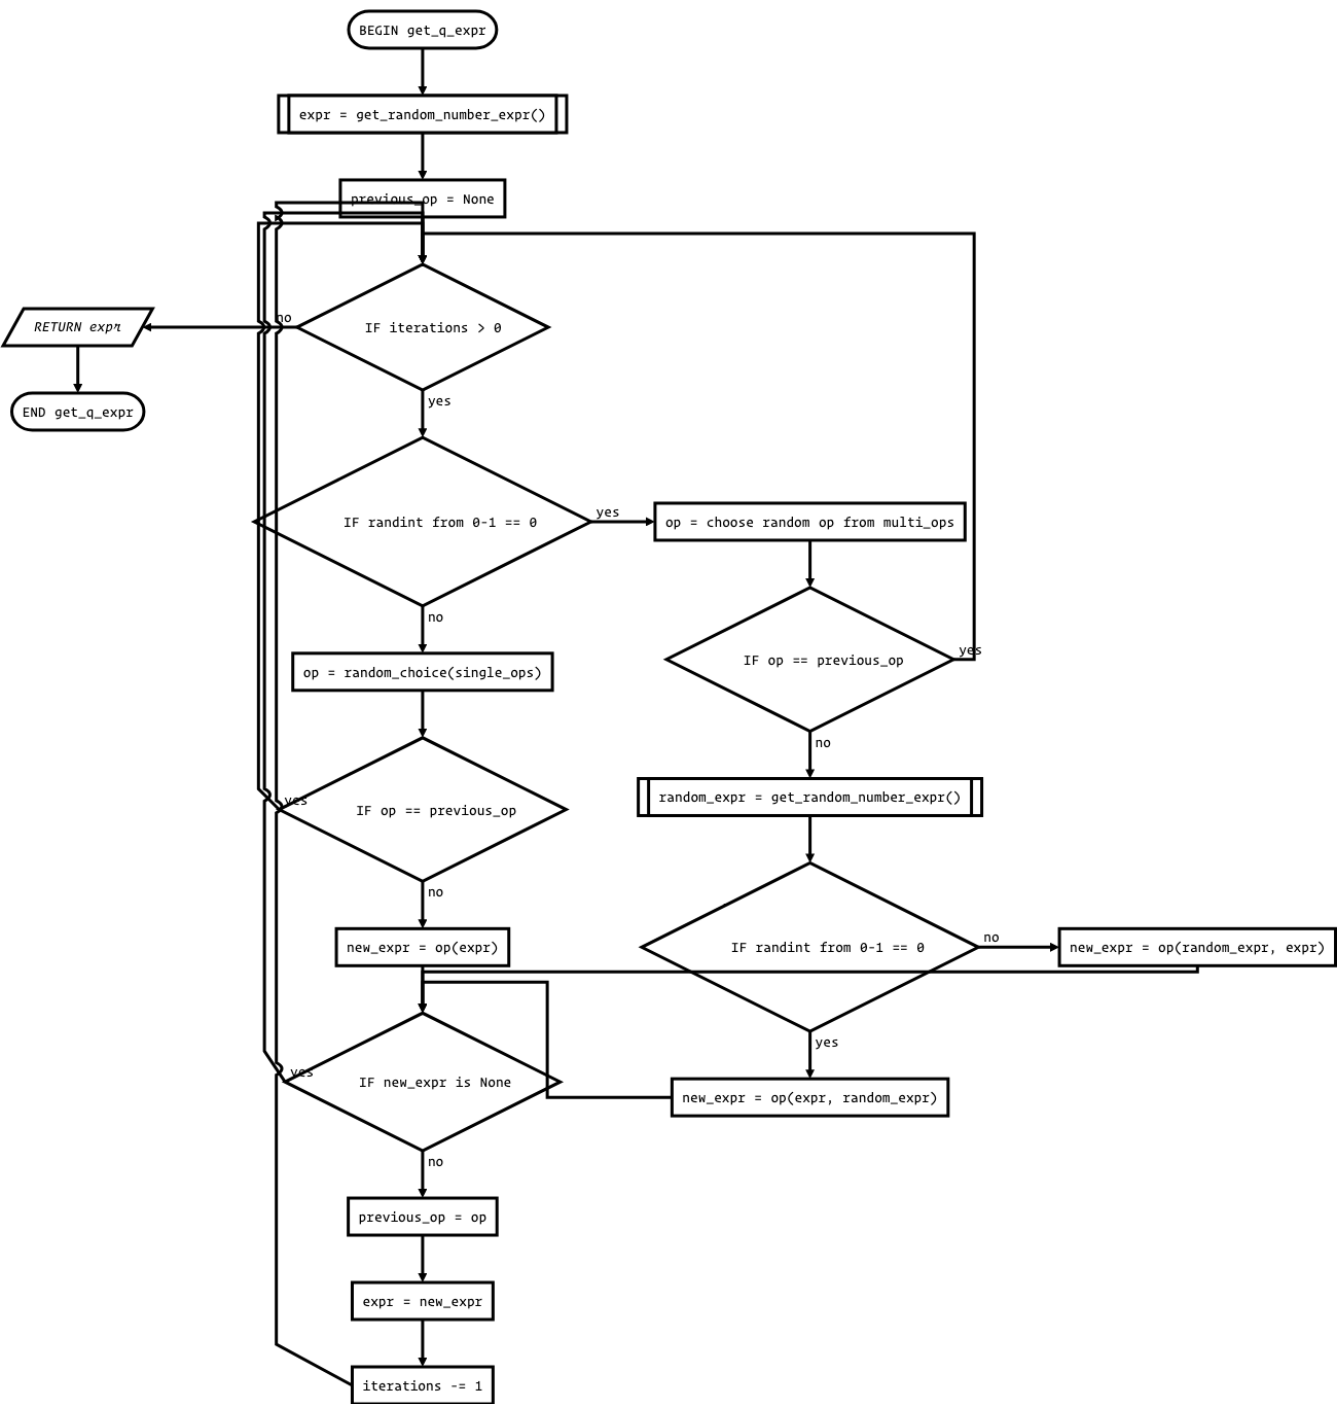 BEGIN get_q_expr
expr = get_random_number_expr()
previous_op = None
no
RETURN expr
IF iterations > 0
yes
END get_q_expr
IF randint from 0-1 == 0
yes
op = choose random op from multi_ops
no
op = random_choice(single_ops)
IF op == previous_op
yes
no
random_expr = get_random_number_expr()
yes
IF op == previous_op
no
IF randint from 0-1 == 0
no
new_expr = op(random_expr, expr)
new_expr = op(expr)
yes
yes
IF new_expr is None
new_expr = op(expr, random_expr)
no
previous_op = op
expr = new_expr
iterations -= 1